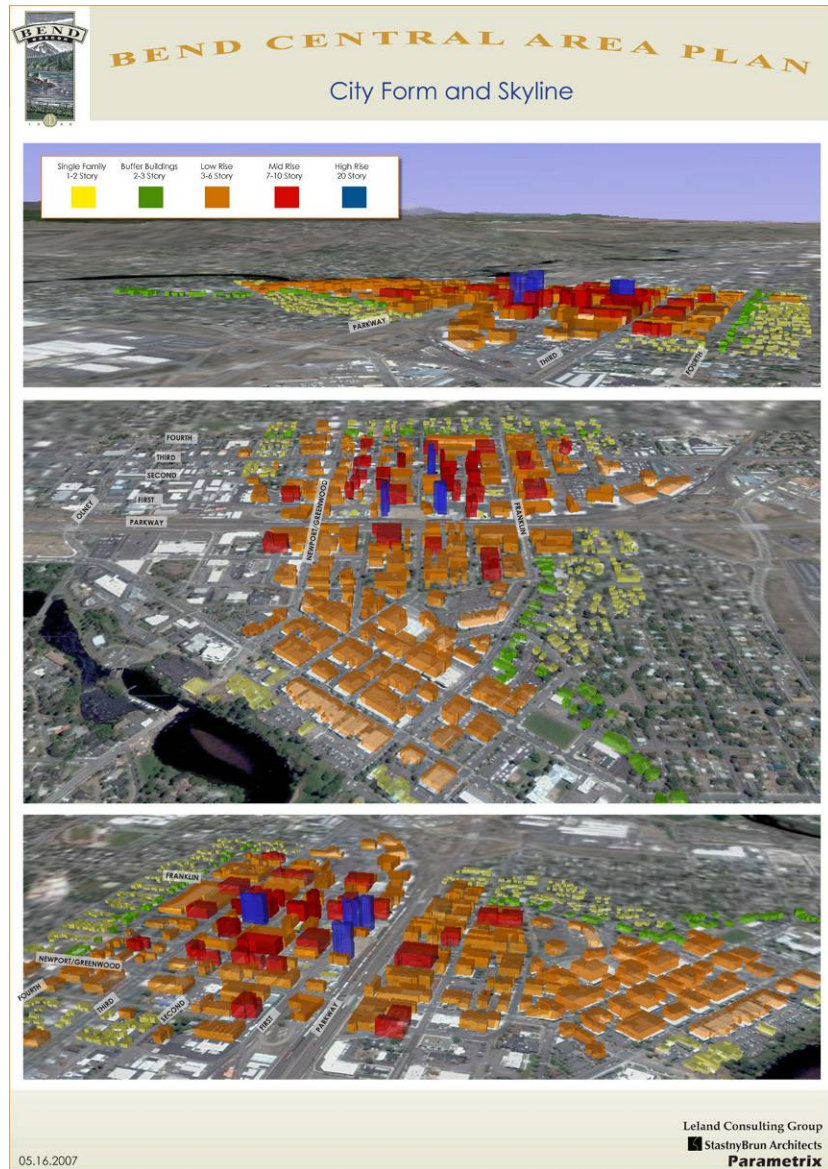 BEND
OREGON
BEND CENTRAL AREA PLAN
City Form and Skyline
Single Family
1-2 Story
Buffer Buildings
2-3 Story
Low Rise
3-6 Story
Mid Rise
7-10 Story
High Rise
20 Story
PARKWAY
THIRD
FOURTH
FOURTH
THIRD
SECOND
FIRST
OLNEY
PARKWAY
NEWPORT/GREENWOOD
FRANKLIN
FRANKLIN
NEWPORT/GREENWOOD
FOURTH
THIRD
SECOND
FIRST
PARKWAY
05.16.2007
Leland Consulting Group
StastnyBrun Architects
Parametrix